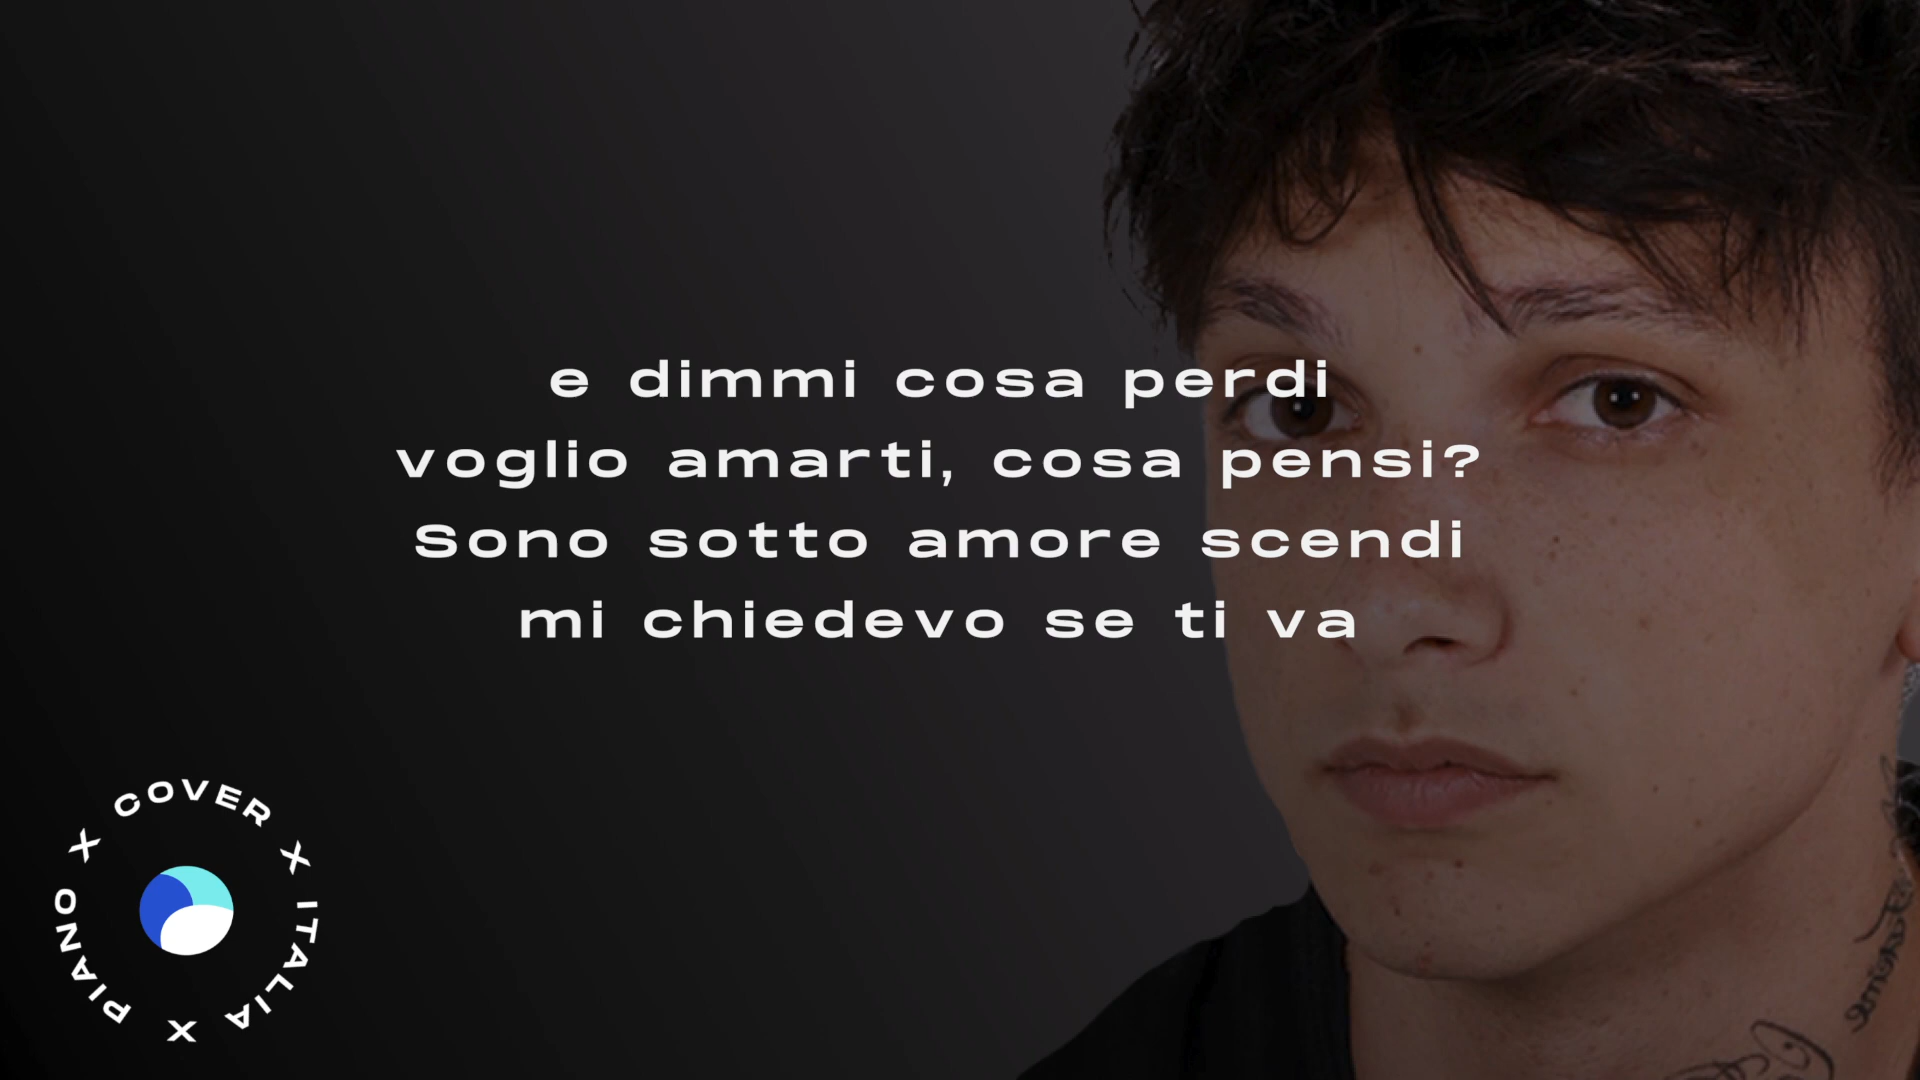 e dimmi cosa perdi
voglio amarti, cosa pensi?
Sono sotto amore scendi
mi chiedevo se ti va
PIANO X COVER X ITALIA X